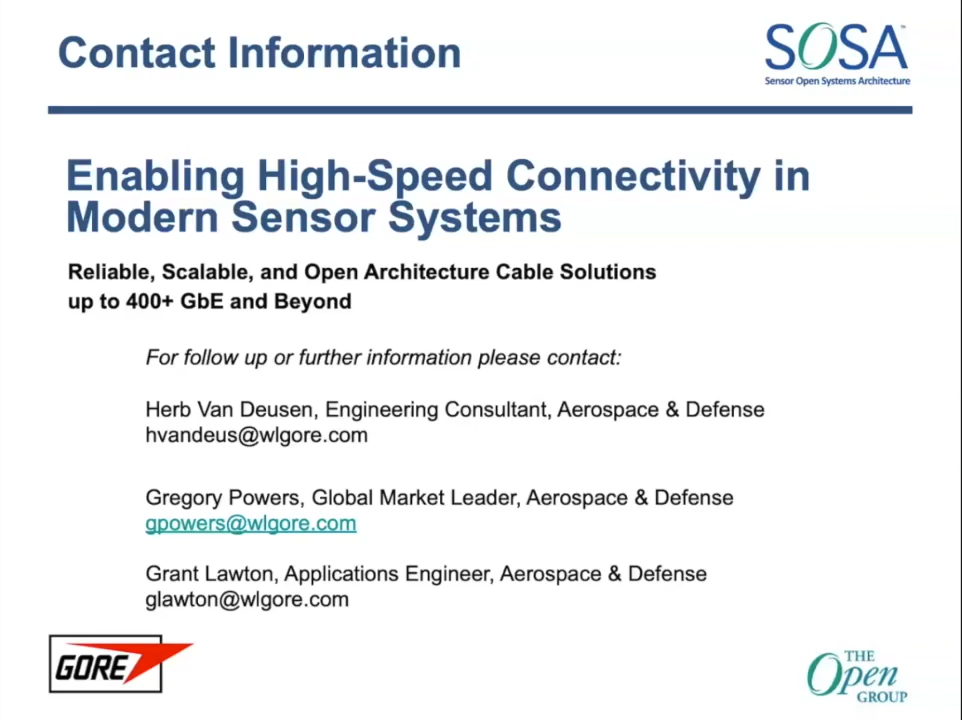 Contact Information
SOSA™
Sensor Open Systems Architecture
Enabling High-Speed Connectivity in
Modern Sensor Systems
Reliable, Scalable, and Open Architecture Cable Solutions
up to 400+ GbE and Beyond
For follow up or further information please contact:
Herb Van Deusen, Engineering Consultant, Aerospace & Defense
hvandeus@wlgore.com
Gregory Powers, Global Market Leader, Aerospace & Defense
gpowers@wlgore.com
Grant Lawton, Applications Engineer, Aerospace & Defense
glawton@wlgore.com
GORE
THE
Open
GROUP